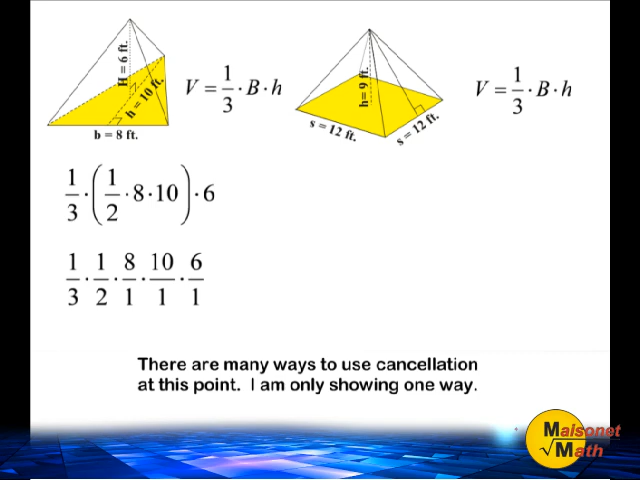 H = 6 ft.
h = 10 ft.
b = 8 ft.
V = 1/3 · B · h
h = 9 ft.
s = 12 ft.
s = 12 ft.
V = 1/3 · B · h
1/3 · (1/2 · 8 · 10) · 6
1/3 · 1/2 · 8/1 · 10/1 · 6/1
There are many ways to use cancellation
at this point. I am only showing one way.
Maisonet
√Math